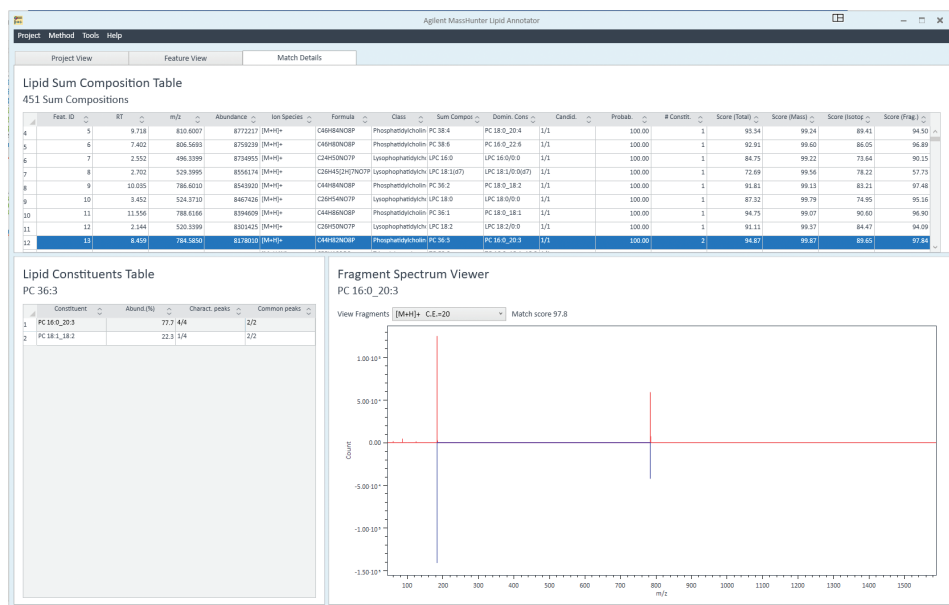 Agilent MassHunter Lipid Annotator
Project Method Tools Help
Project View Feature View Match Details
Lipid Sum Composition Table
451 Sum Compositions
Feat. ID RT m/z Abundance Ion Species Formula Class Sum Compos Domin. Cons Candid. Probab. # Constit. Score (Total) Score (Mass) Score (Isotop Score (Frag.)
4 5 9.718 810.6007 8772217 [M+H]+ C46H84NO8P Phosphatidylcholin PC 38:4 PC 18:0_20:4 1/1 100.00 1 93.34 99.24 89.41 94.50
5 6 7.402 806.5693 8759239 [M+H]+ C46H80NO8P Phosphatidylcholin PC 38:6 PC 16:0_22:6 1/1 100.00 1 92.91 99.60 86.05 96.89
6 7 2.552 496.3399 8734955 [M+H]+ C24H50NO7P Lysophosphatidylch LPC 16:0 LPC 16:0/0:0 1/1 100.00 1 84.75 99.22 73.64 90.15
7 8 2.702 529.3995 8556174 [M+H]+ C26H45[2H]7NO7P Lysophosphatidylch LPC 18:1(d7) LPC 18:1/0:0(d7) 1/1 100.00 1 72.69 99.56 78.22 57.73
8 9 10.035 786.6010 8543920 [M+H]+ C44H84NO8P Phosphatidylcholin PC 36:2 PC 18:0_18:2 1/1 100.00 1 91.81 99.13 83.21 97.48
9 10 3.452 524.3710 8467426 [M+H]+ C26H54NO7P Lysophosphatidylch LPC 18:0 LPC 18:0/0:0 1/1 100.00 1 87.32 99.79 74.95 95.16
10 11 11.556 788.6166 8394609 [M+H]+ C44H86NO8P Phosphatidylcholin PC 36:1 PC 18:0_18:1 1/1 100.00 1 94.75 99.07 90.60 96.90
11 12 2.144 520.3399 8301425 [M+H]+ C26H50NO7P Lysophosphatidylch LPC 18:2 LPC 18:2/0:0 1/1 100.00 1 91.11 99.37 84.47 94.09
12 13 8.459 784.5850 8178010 [M+H]+ C44H82NO8P Phosphatidylcholin PC 36:3 PC 16:0_20:3 1/1 100.00 2 94.87 99.87 89.65 97.84
Lipid Constituents Table
PC 36:3
Constituent Abund.(%) Charact. peaks Common peaks
1 PC 16:0_20:3 77.7 4/4 2/2
2 PC 18:1_18:2 22.3 1/4 2/2
Fragment Spectrum Viewer
PC 16:0_20:3
View Fragments [M+H]+ C.E.=20 Match score 97.8
1.00·10⁵
5.00·10⁴
0.00
-5.00·10⁴
-1.00·10⁵
-1.50·10⁵
Count
100 200 300 400 500 600 700 800 900 1000 1100 1200 1300 1400 1500
m/z